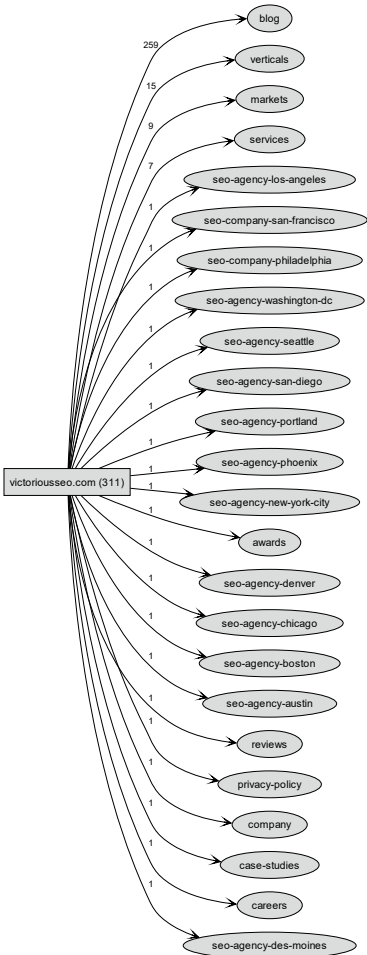 blog
259
verticals
15
markets
9
services
7
seo-agency-los-angeles
1
seo-company-san-francisco
1
seo-company-philadelphia
1
seo-agency-washington-dc
1
seo-agency-seattle
1
seo-agency-san-diego
1
seo-agency-portland
1
seo-agency-phoenix
1
victoriousseo.com (311)
seo-agency-new-york-city
1
awards
1
seo-agency-denver
1
seo-agency-chicago
1
seo-agency-boston
1
seo-agency-austin
1
reviews
1
privacy-policy
1
company
1
case-studies
1
careers
1
seo-agency-des-moines
1